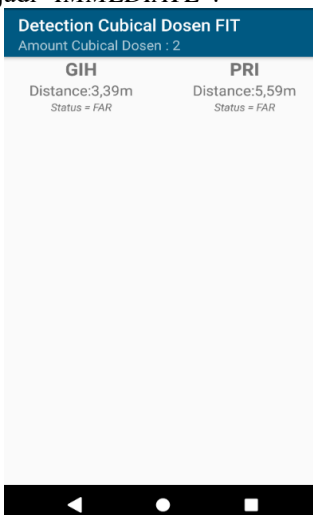 "IMMEDIATE".
Detection Cubical Dosen FIT
Amount Cubical Dosen : 2
GIH PRI
Distance:3,39m Distance:5,59m
Status = FAR Status = FAR